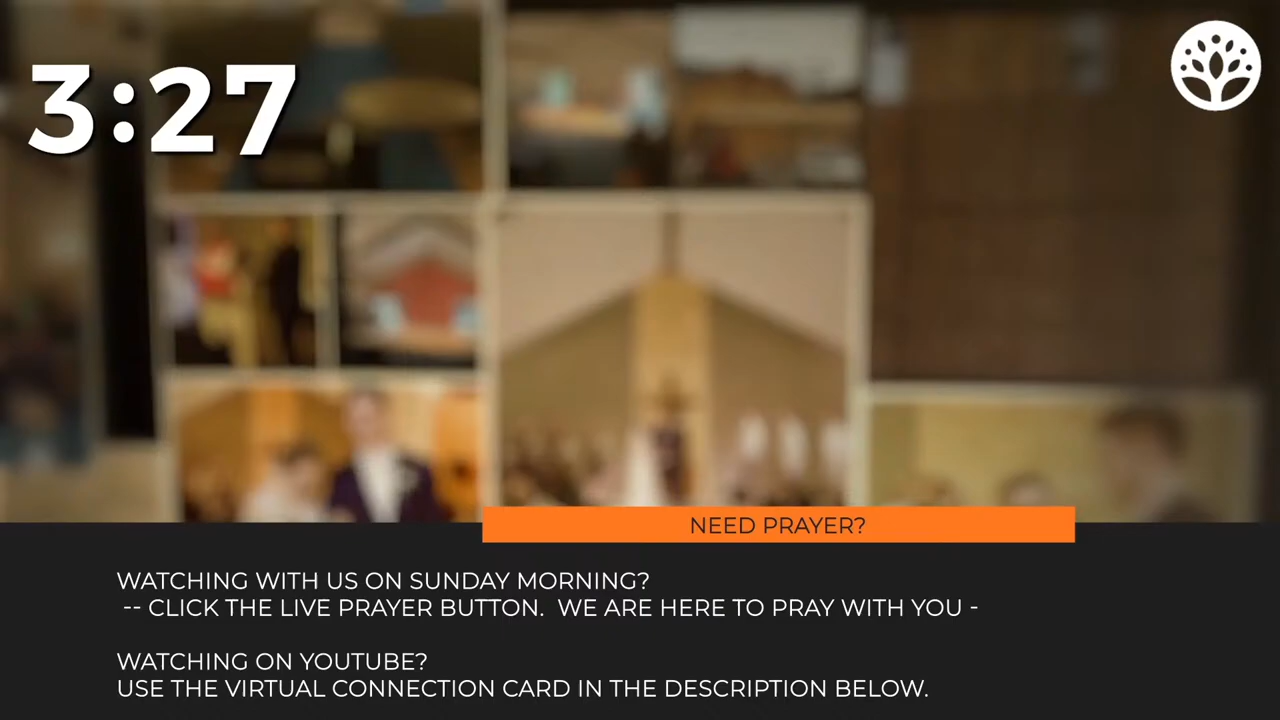 3:27
NEED PRAYER?
WATCHING WITH US ON SUNDAY MORNING?
-- CLICK THE LIVE PRAYER BUTTON.  WE ARE HERE TO PRAY WITH YOU -
WATCHING ON YOUTUBE?
USE THE VIRTUAL CONNECTION CARD IN THE DESCRIPTION BELOW.